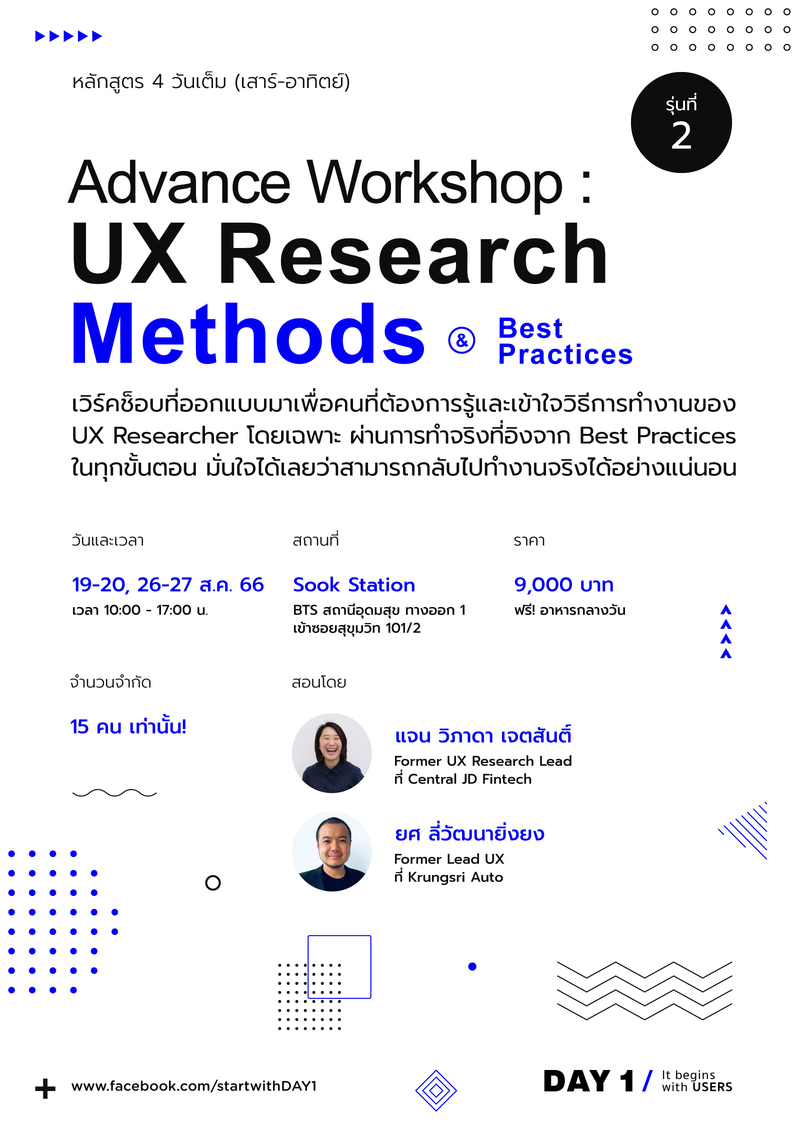 หลักสูตร 4 วันเต็ม (เสาร์-อาทิตย์)
รุ่นที่
2
Advance Workshop :
UX Research
Methods & Best
Practices
เวิร์คช็อบที่ออกแบบมาเพื่อคนที่ต้องการรู้และเข้าใจวิธีการทำงานของ
UX Researcher โดยเฉพาะ ผ่านการทำจริงที่อิงจาก Best Practices
ในทุกขั้นตอน มั่นใจได้เลยว่าสามารถกลับไปทำงานจริงได้อย่างแน่นอน
วันและเวลา
19-20, 26-27 ส.ค. 66
เวลา 10:00 - 17:00 น.
สถานที่
Sook Station
BTS สถานีอุดมสุข ทางออก 1
เข้าซอยสุขุมวิท 101/2
ราคา
9,000 บาท
ฟรี! อาหารกลางวัน
จำนวนจำกัด
15 คน เท่านั้น!
สอนโดย
แจน วิภาดา เจตสันติ์
Former UX Research Lead
ที่ Central JD Fintech
ยศ ลี่วัฒนายิ่งยง
Former Lead UX
ที่ Krungsri Auto
www.facebook.com/startwithDAY1
DAY 1 / It begins
with USERS